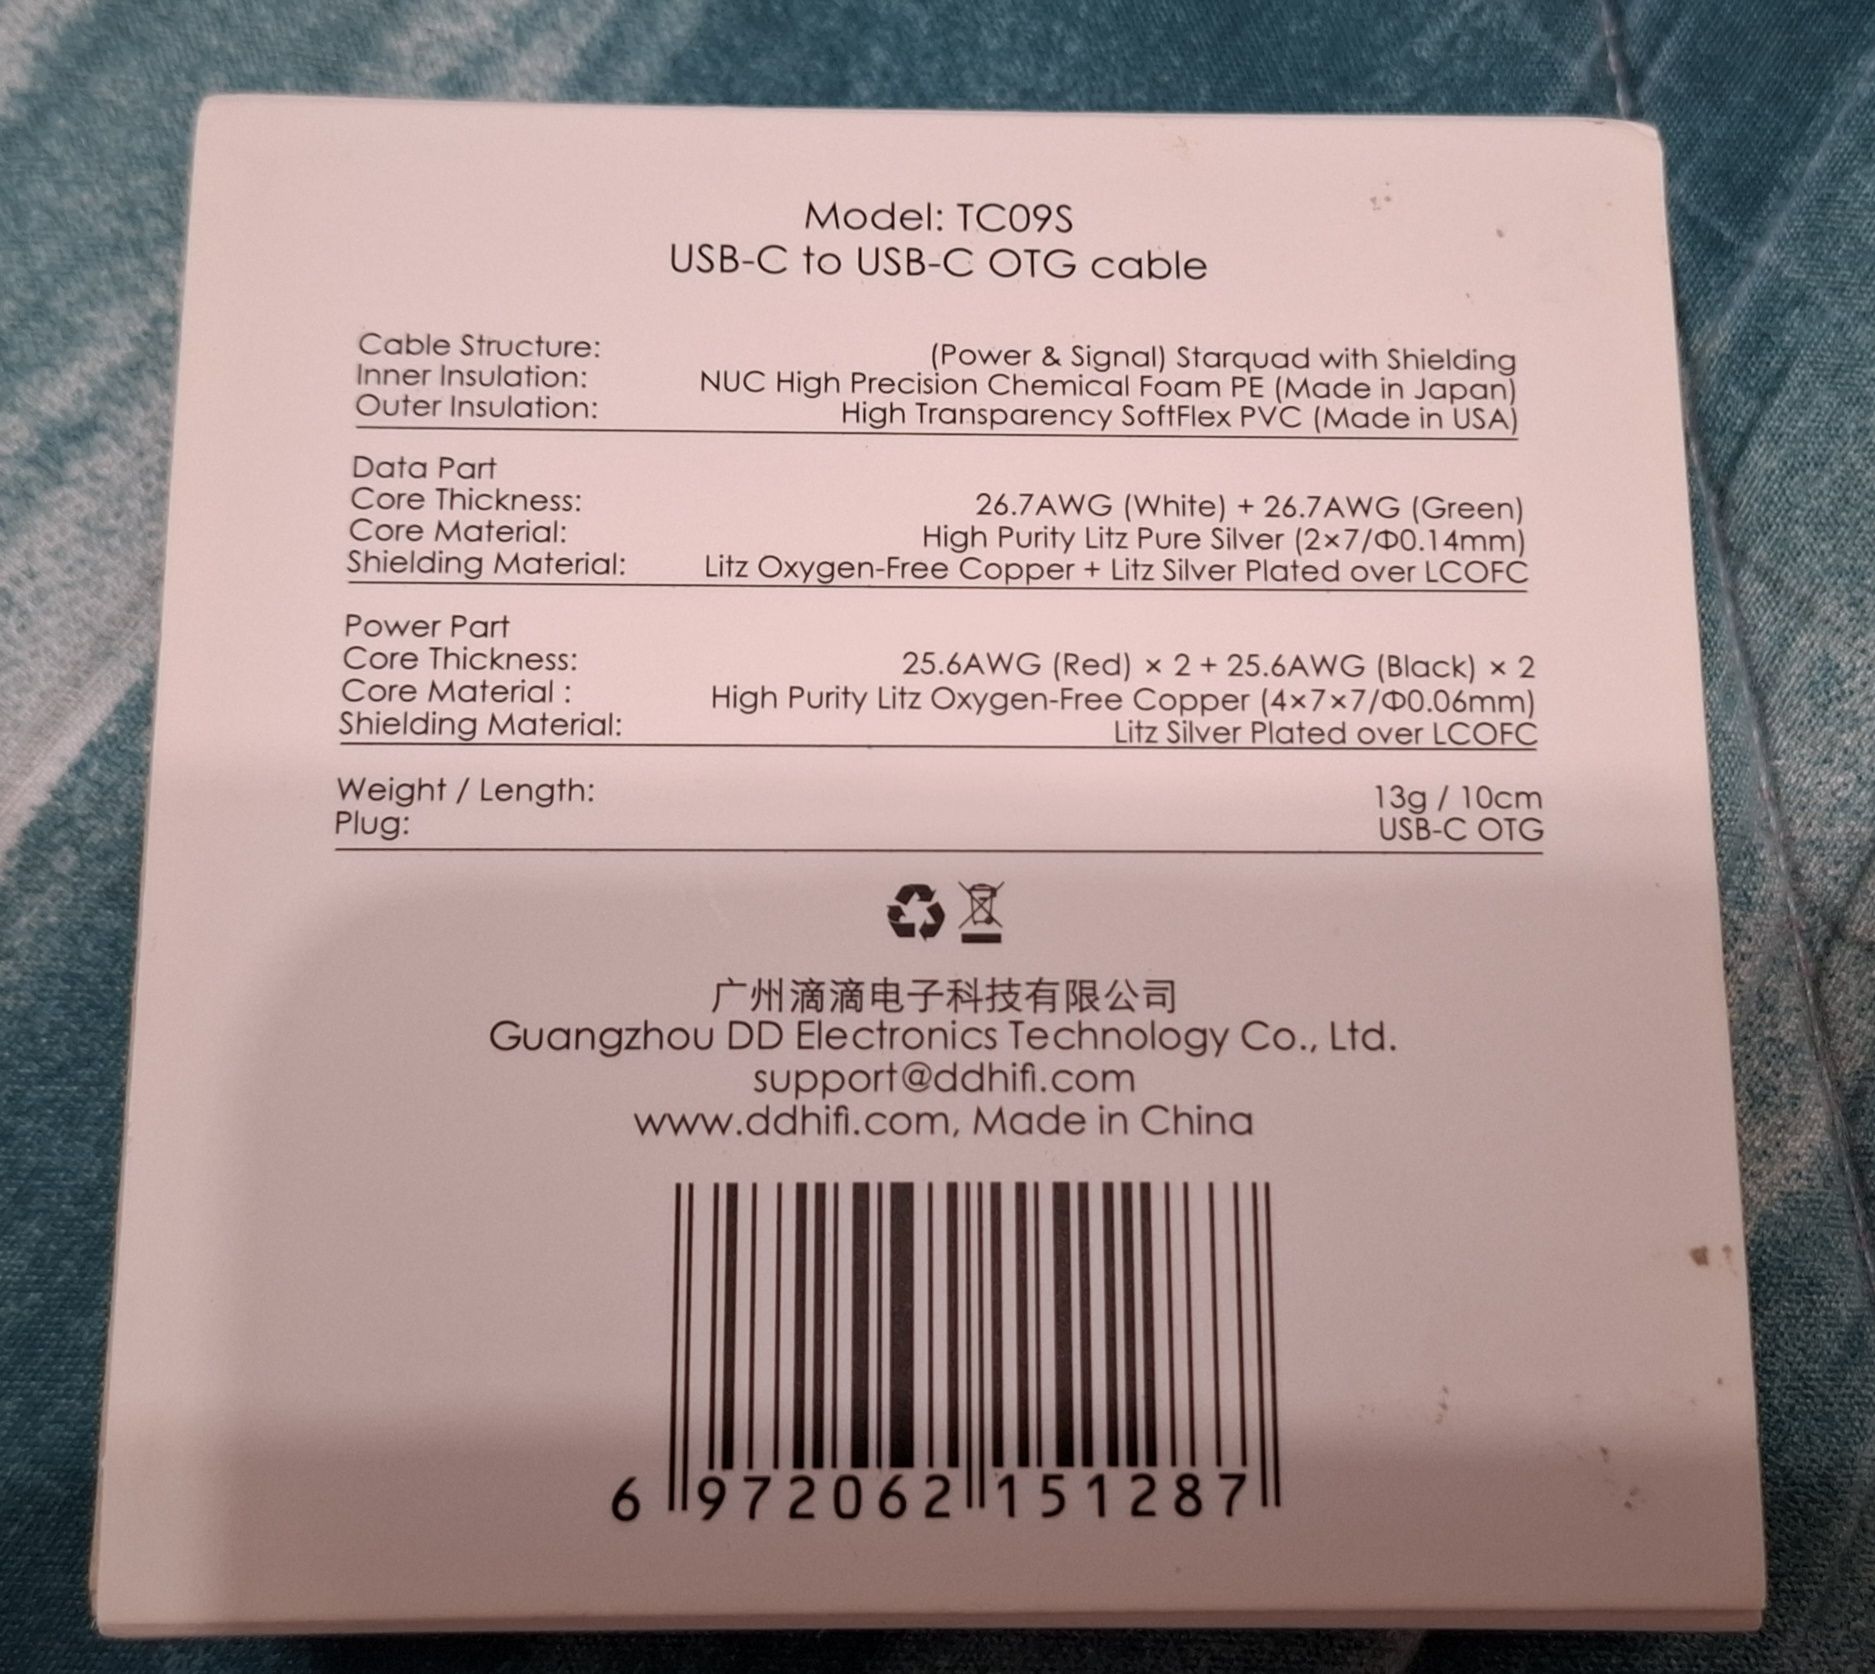 Model: TC09S
USB-C to USB-C OTG cable
Cable Structure: (Power & Signal) Starquad with Shielding
Inner Insulation: NUC High Precision Chemical Foam PE (Made in Japan)
Outer Insulation: High Transparency SoftFlex PVC (Made in USA)
Data Part
Core Thickness: 26.7AWG (White) + 26.7AWG (Green)
Core Material: High Purity Litz Pure Silver (2×7/Φ0.14mm)
Shielding Material: Litz Oxygen-Free Copper + Litz Silver Plated over LCOFC
Power Part
Core Thickness: 25.6AWG (Red) × 2 + 25.6AWG (Black) × 2
Core Material : High Purity Litz Oxygen-Free Copper (4×7×7/Φ0.06mm)
Shielding Material: Litz Silver Plated over LCOFC
Weight / Length: 13g / 10cm
Plug: USB-C OTG
广州滴滴电子科技有限公司
Guangzhou DD Electronics Technology Co., Ltd.
support@ddhifi.com
www.ddhifi.com, Made in China
6 972062 151287